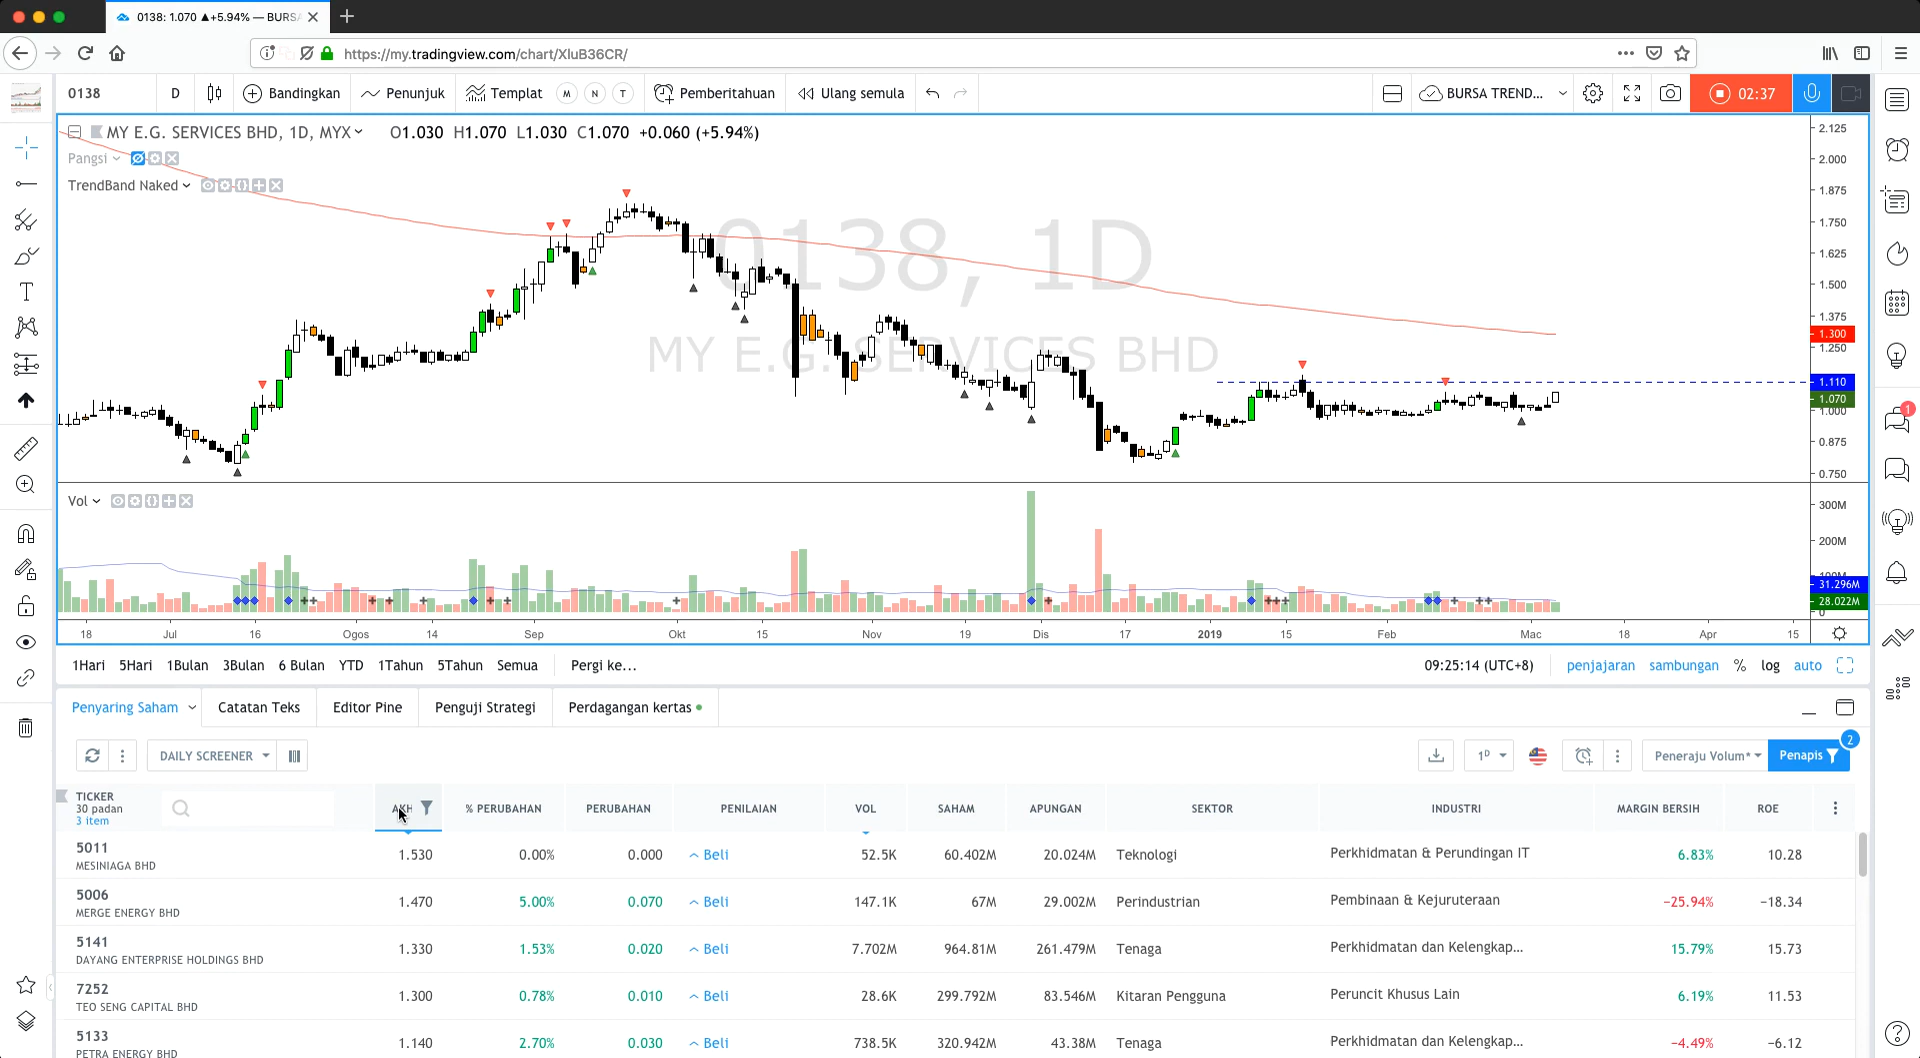 0138: 1.070 ▲+5.94% — BURS
https://my.tradingview.com/chart/XluB36CR/
0138
D
Bandingkan
Penunjuk
Templat
M
N
T
Pemberitahuan
Ulang semula
BURSA TREND...
02:37
MY E.G. SERVICES BHD, 1D, MYX
O1.030 H1.070 L1.030 C1.070 +0.060 (+5.94%)
Pangsi
TrendBand Naked
0138, 1D
MY E.G. SERVICES BHD
2.125
2.000
1.875
1.750
1.625
1.500
1.375
1.300
1.250
1.110
1.070
1.000
0.875
0.750
Vol
300M
200M
31.296M
28.022M
0
18 Jul 16 Ogos 14 Sep Okt 15 Nov 19 Dis 17 2019 15 Feb Mac 18 Apr 15
1Hari 5Hari 1Bulan 3Bulan 6 Bulan YTD 1Tahun 5Tahun Semua Pergi ke...
09:25:14 (UTC+8) penjajaran sambungan % log auto
Penyaring Saham Catatan Teks Editor Pine Penguji Strategi Perdagangan kertas
DAILY SCREENER
1D
Peneraju Volum*
Penapis
2
1
TICKER
30 padan
3 item
AKH % PERUBAHAN PERUBAHAN PENILAIAN VOL SAHAM APUNGAN SEKTOR INDUSTRI MARGIN BERSIH ROE
5011
MESINIAGA BHD
1.530 0.00% 0.000 Beli 52.5K 60.402M 20.024M Teknologi Perkhidmatan & Perundingan IT 6.83% 10.28
5006
MERGE ENERGY BHD
1.470 5.00% 0.070 Beli 147.1K 67M 29.002M Perindustrian Pembinaan & Kejuruteraan −25.94% −18.34
5141
DAYANG ENTERPRISE HOLDINGS BHD
1.330 1.53% 0.020 Beli 7.702M 964.81M 261.479M Tenaga Perkhidmatan dan Kelengkap... 15.79% 15.73
7252
TEO SENG CAPITAL BHD
1.300 0.78% 0.010 Beli 28.6K 299.792M 83.546M Kitaran Pengguna Peruncit Khusus Lain 6.19% 11.53
5133
PETRA ENERGY BHD
1.140 2.70% 0.030 Beli 738.5K 320.942M 43.38M Tenaga Perkhidmatan dan Kelengkap... −4.49% −6.12